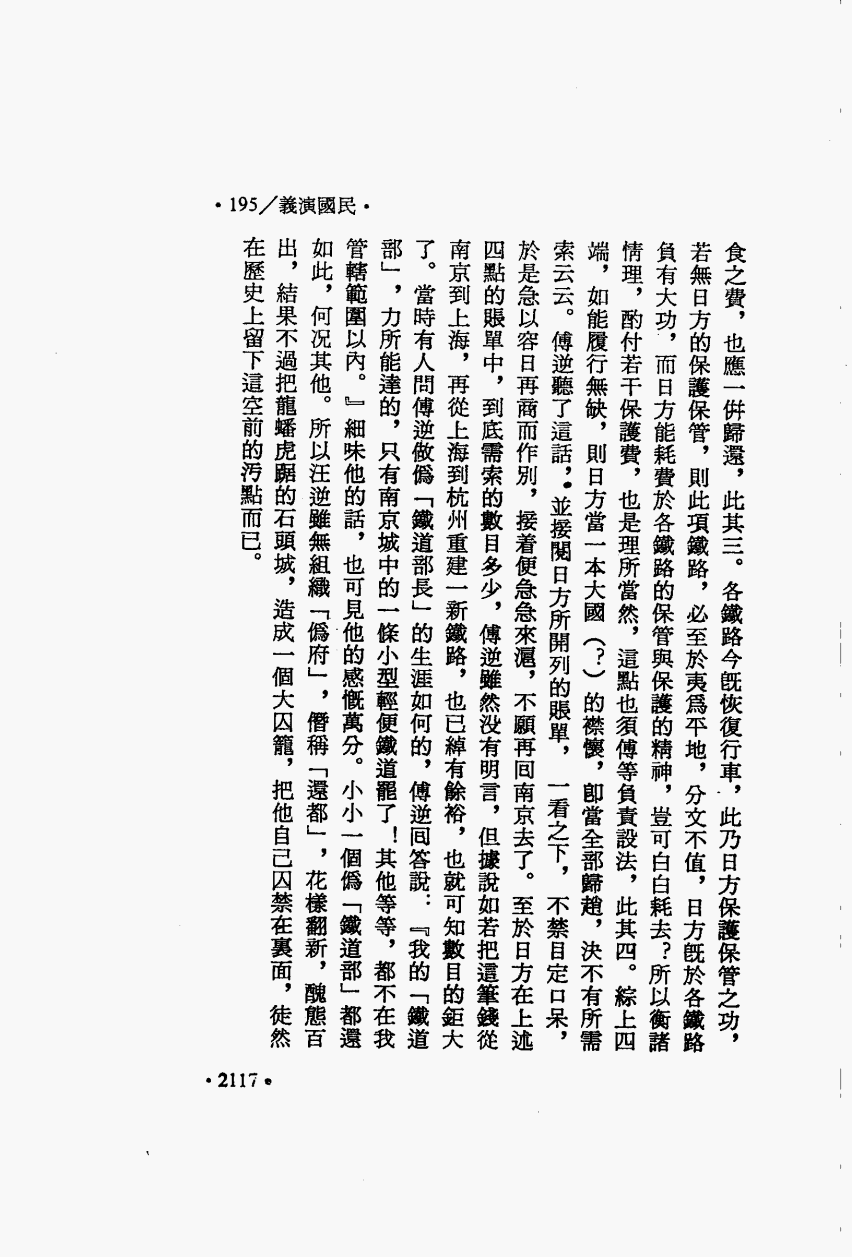 •195／義演國民•
食之費，也應一併歸還，此其三。各鐵路今旣恢復行車，此乃日方保護保管之功，
若無日方的保護保管，則此項鐵路，必至於夷爲平地，分文不值，日方旣於各鐵路
負有大功，而日方能耗費於各鐵路的保管與保護的精神，豈可白白耗去？所以衡諸
情理，酌付若干保護費，也是理所當然，這點也須傅等負責設法，此其四。綜上四
端，如能履行無缺，則日方當一本大國（？）的襟懷，卽當全部歸趙，決不有所需
索云云。傅逆聽了這話，並接閱日方所開列的賬單，一看之下，不禁目定口呆，
於是急以容日再商而作別，接着便急急來滬，不願再囘南京去了。至於日方在上述
四點的賬單中，到底需索的數目多少，傅逆雖然没有明言，但據說如若把這筆錢從
南京到上海，再從上海到杭州重建一新鐵路，也已綽有餘裕，也就可知數目的鉅大
了。當時有人問傅逆做僞「鐵道部長」的生涯如何的，傅逆囘答說：『我的「鐵道
部」，力所能達的，只有南京城中的一條小型輕便鐵道罷了！其他等等，都不在我
管轄範圍以內。』細味他的話，也可見他的感慨萬分。小小一個僞「鐵道部」都還
如此，何況其他。所以汪逆雖無組織「僞府」，僭稱「還都」，花樣翻新，醜態百
出，結果不過把龍蟠虎踞的石頭城，造成一個大囚籠，把他自己囚禁在裏面，徒然
在歷史上留下這空前的汚點而已。
•2117•